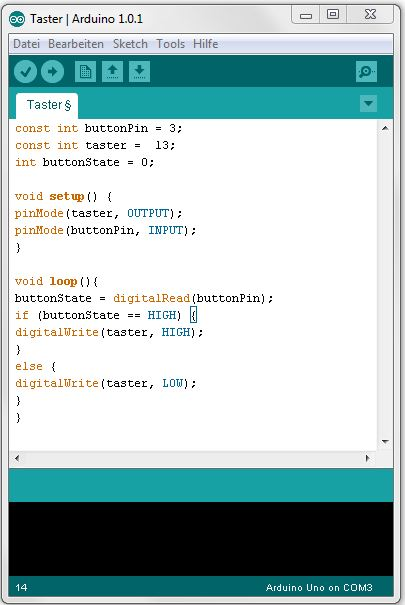 Taster | Arduino 1.0.1
Datei Bearbeiten Sketch Tools Hilfe
Taster §
const int buttonPin = 3;
const int taster =  13;
int buttonState = 0;
void setup() {
pinMode(taster, OUTPUT);
pinMode(buttonPin, INPUT);
}
void loop(){
buttonState = digitalRead(buttonPin);
if (buttonState == HIGH) {
digitalWrite(taster, HIGH);
}
else {
digitalWrite(taster, LOW);
}
}
14 Arduino Uno on COM3